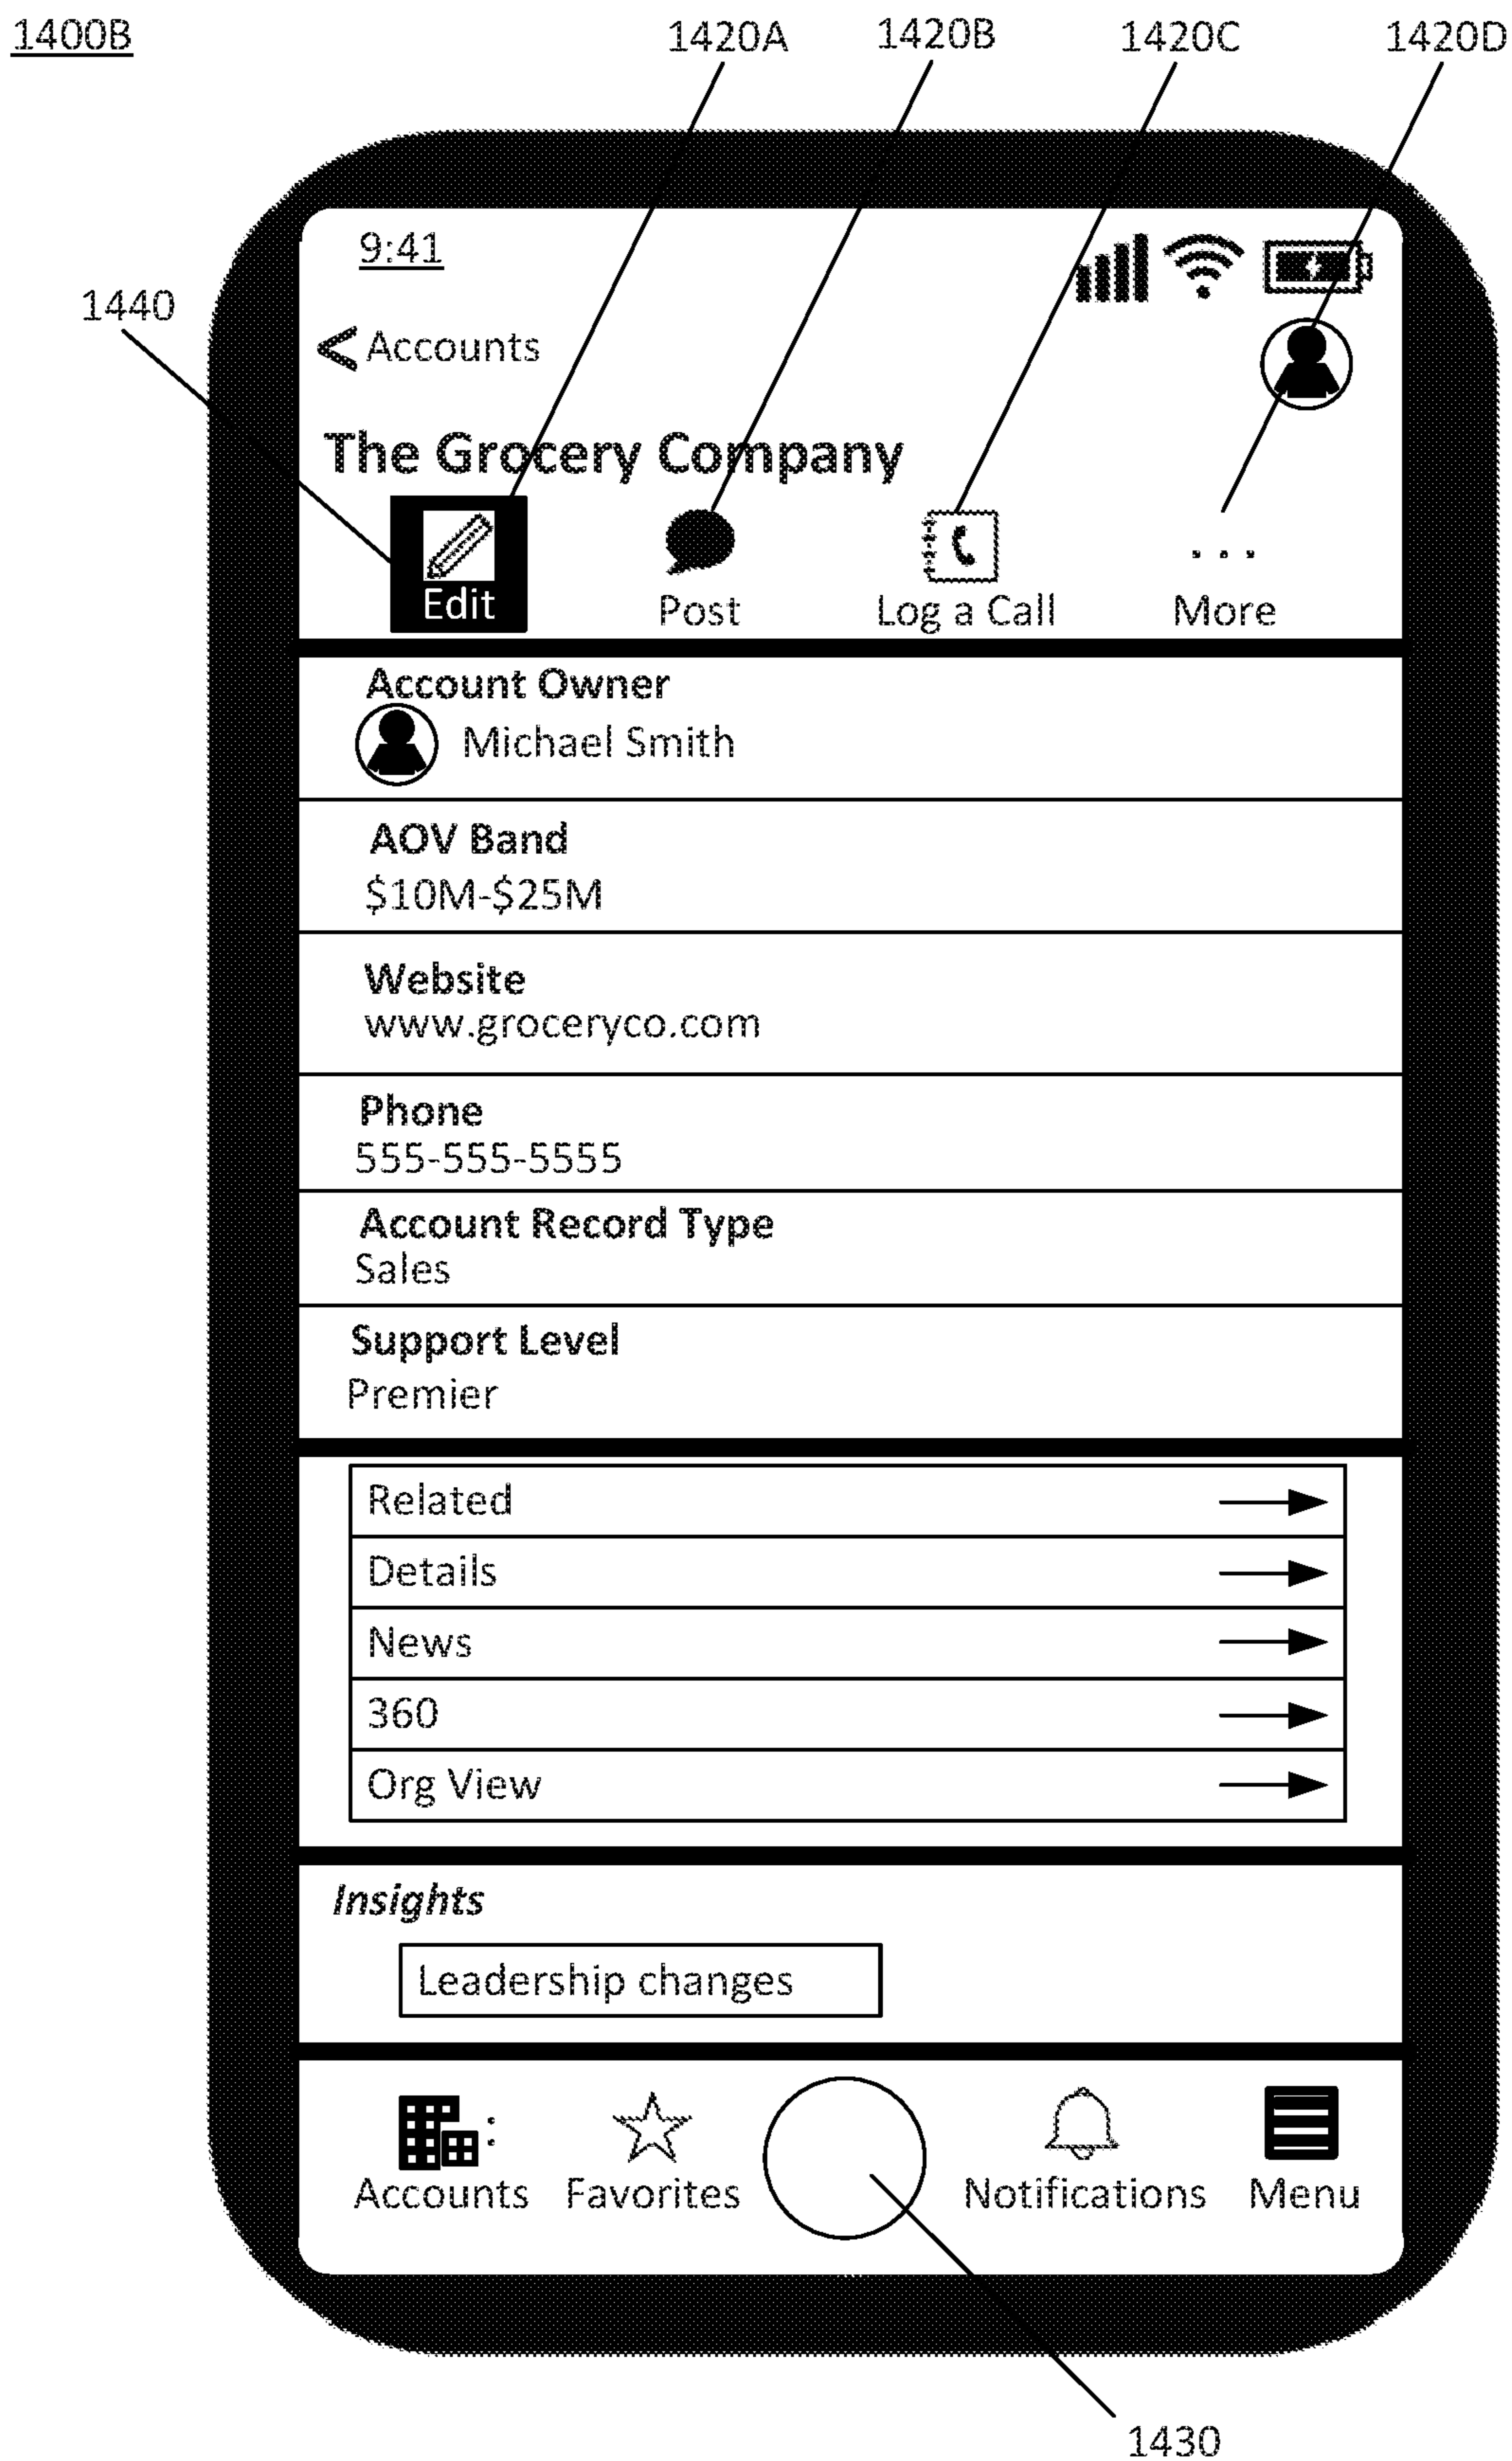 1400B
1420A 1420B 1420C 1420D
9:41
1440
Accounts
The Grocery Company
Edit Post Log a Call More
Account Owner
Michael Smith
AOV Band
$10M-$25M
Website
www.groceryco.com
Phone
555-555-5555
Account Record Type
Sales
Support Level
Premier
Related
Details
News
360
Org View
Insights
Leadership changes
Accounts Favorites Notifications Menu
1430